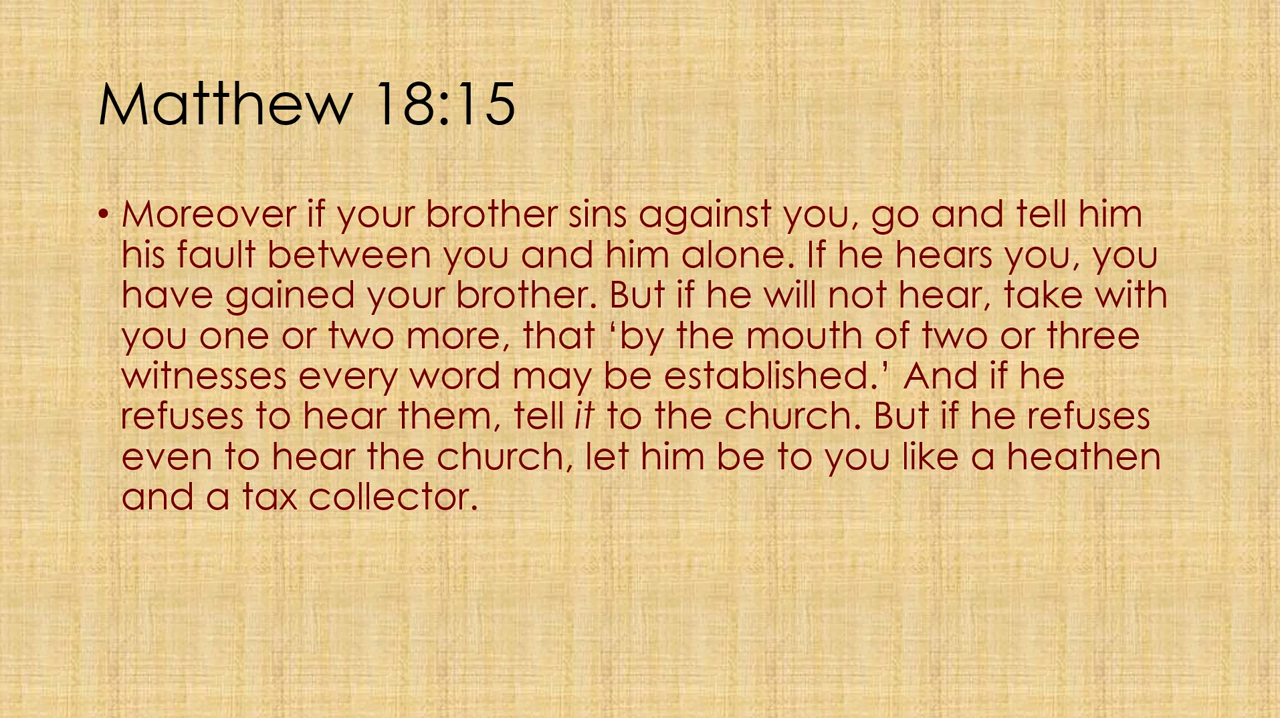 Matthew 18:15
• Moreover if your brother sins against you, go and tell him
his fault between you and him alone. If he hears you, you
have gained your brother. But if he will not hear, take with
you one or two more, that ‘by the mouth of two or three
witnesses every word may be established.’ And if he
refuses to hear them, tell it to the church. But if he refuses
even to hear the church, let him be to you like a heathen
and a tax collector.